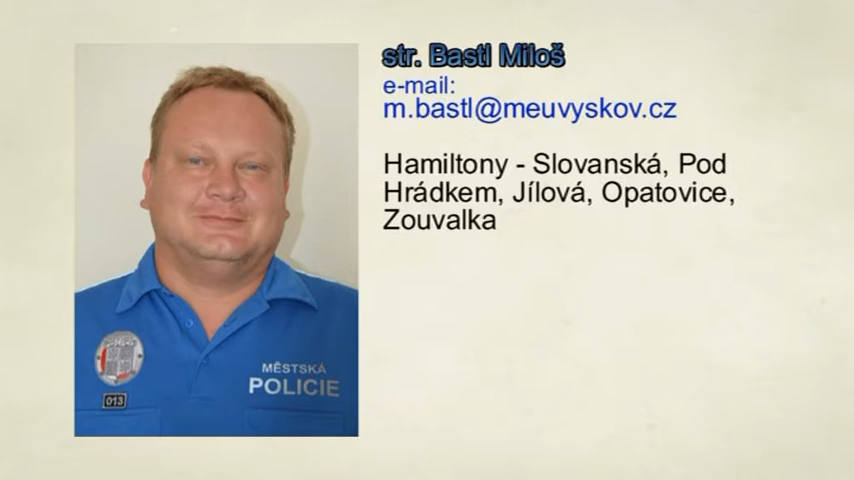 str. Bastl Miloš
e-mail:
m.bastl@meuvyskov.cz
Hamiltony - Slovanská, Pod
Hrádkem, Jílová, Opatovice,
Zouvalka
MĚSTSKÁ
POLICIE
013